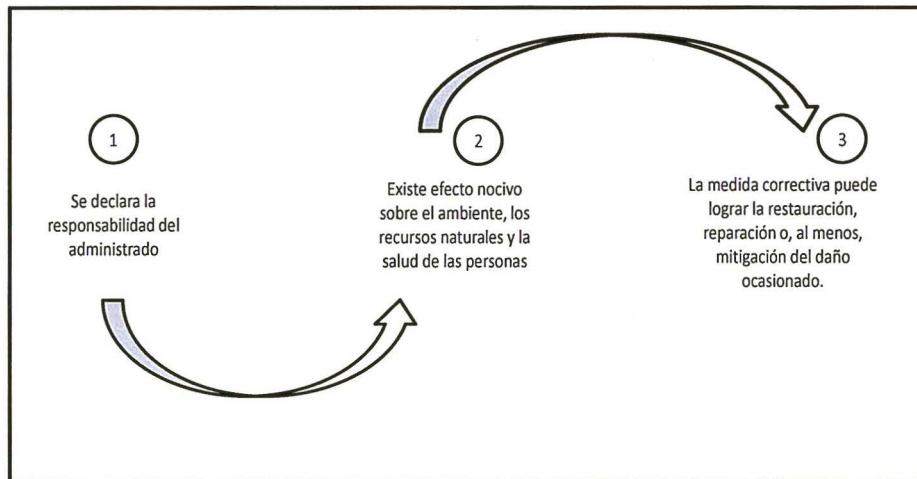 1
Se declara la
responsabilidad del
administrado
2
Existe efecto nocivo
sobre el ambiente, los
recursos naturales y la
salud de las personas
3
La medida correctiva puede
lograr la restauración,
reparación o, al menos,
mitigación del daño
ocasionado.